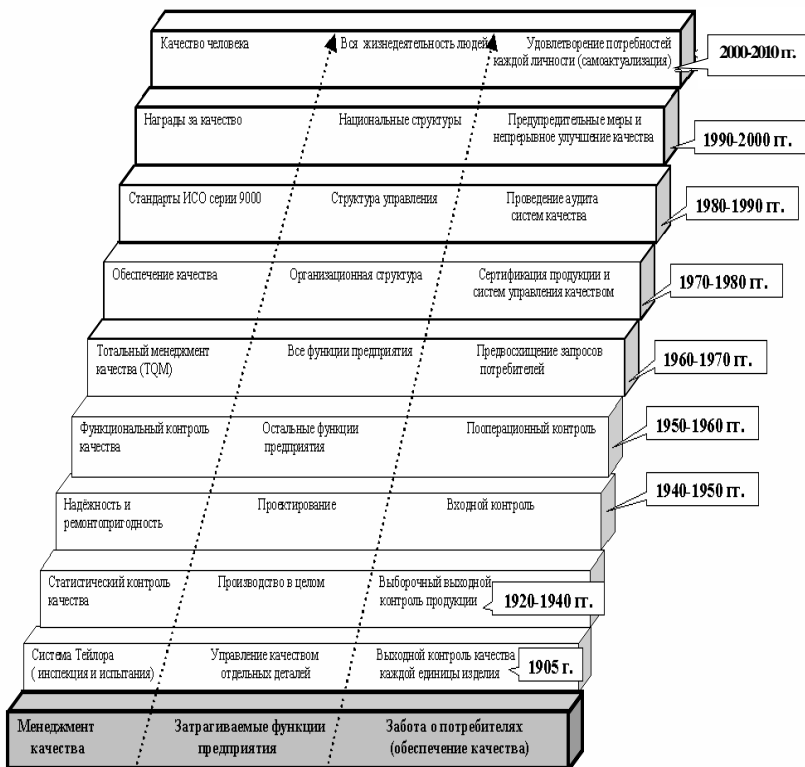 Качество человека
Вся жизнедеятельность людей
Удовлетворение потребностей
каждой личности (самоактуализация)
2000-2010 гг.
Награды за качество
Национальные структуры
Предупредительные меры и
непрерывное улучшение качества
1990-2000 гг.
Стандарты ИСО серии 9000
Структура управления
Проведение аудита
систем качества
1980-1990 гг.
Обеспечение качества
Организационная структура
Сертификация продукции и
систем управления качеством
1970-1980 гг.
Тотальный менеджмент
качества (TQM)
Все функции предприятия
Предвосхищение запросов
потребителей
1960-1970 гг.
Функциональный контроль
качества
Остальные функции
предприятия
Пооперационный контроль
1950-1960 гг.
Надёжность и
ремонтопригодность
Проектирование
Входной контроль
1940-1950 гг.
Статистический контроль
качества
Производство в целом
Выборочный выходной
контроль продукции
1920-1940 гг.
Система Тейлора
( инспекция и испытания)
Управление качеством
отдельных деталей
Выходной контроль качества
каждой единицы изделия
1905 г.
Менеджмент
качества
Затрагиваемые функции
предприятия
Забота о потребителях
(обеспечение качества)